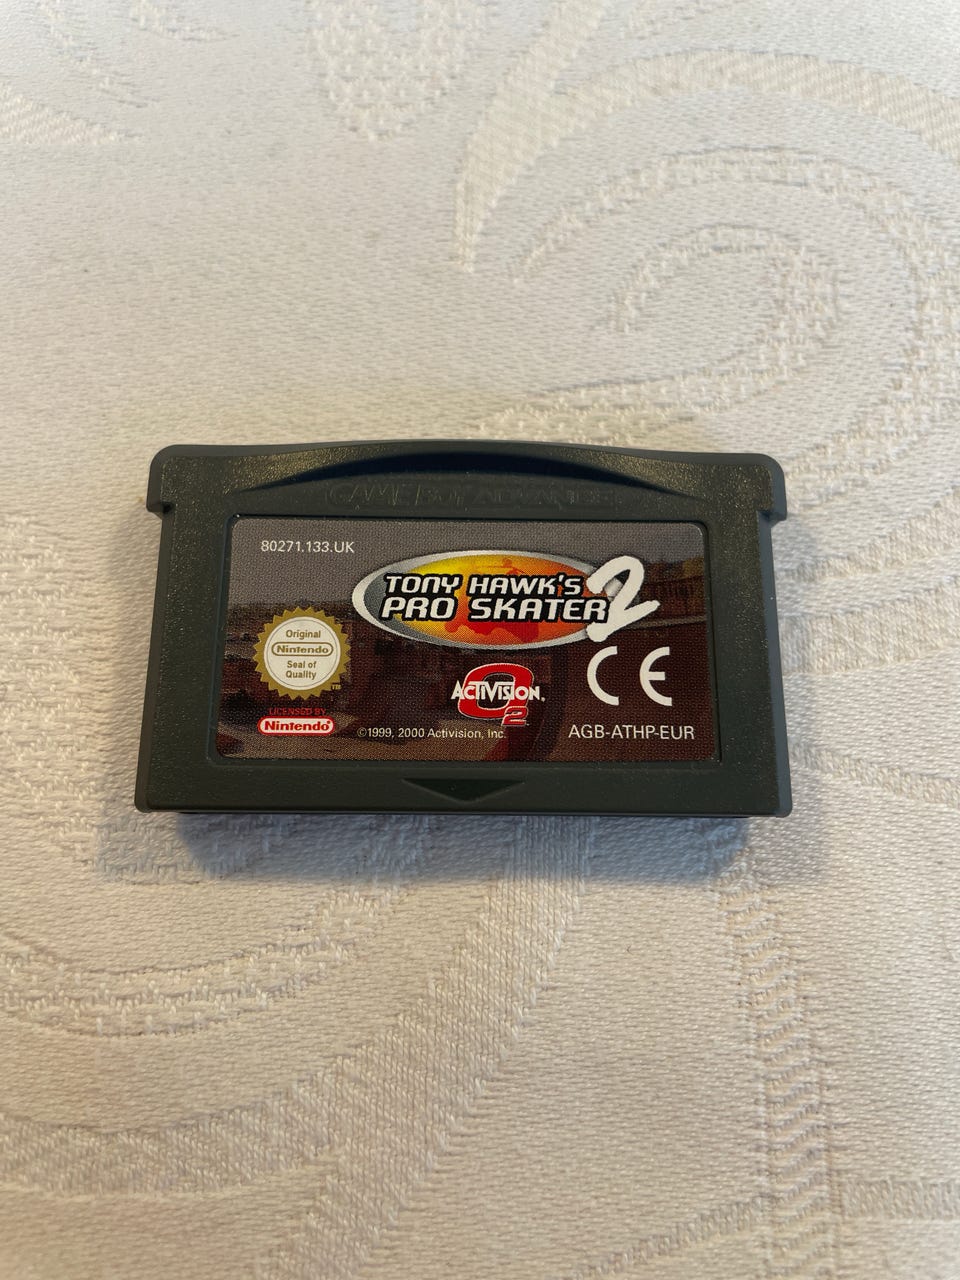 GAME BOY ADVANCE
80271.133.UK
TONY HAWK'S
PRO SKATER 2
Original
Nintendo
Seal of
Quality
TM
LICENSED BY
Nintendo®
ACTIVISION®
O2
©1999, 2000 Activision, Inc.
CE
AGB-ATHP-EUR